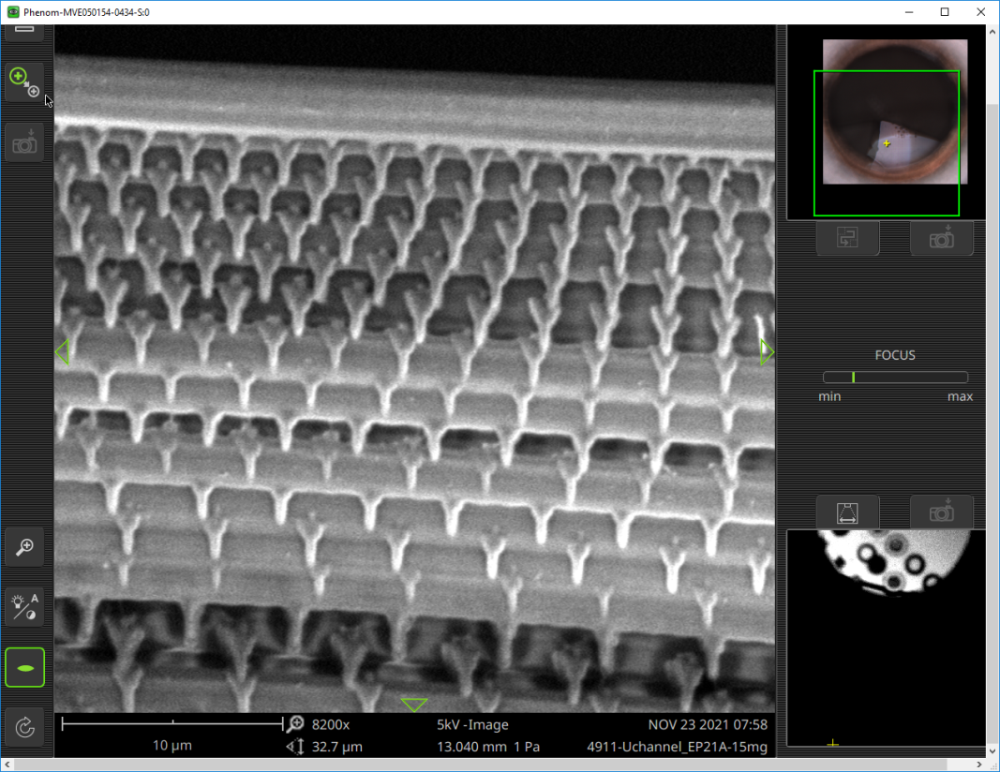 Phenom-MVE050154-0434-S:0
FOCUS
min max
A
8200x 5kV -Image NOV 23 2021 07:58
10 µm 32.7 µm 13.040 mm 1 Pa 4911-Uchannel_EP21A-15mg